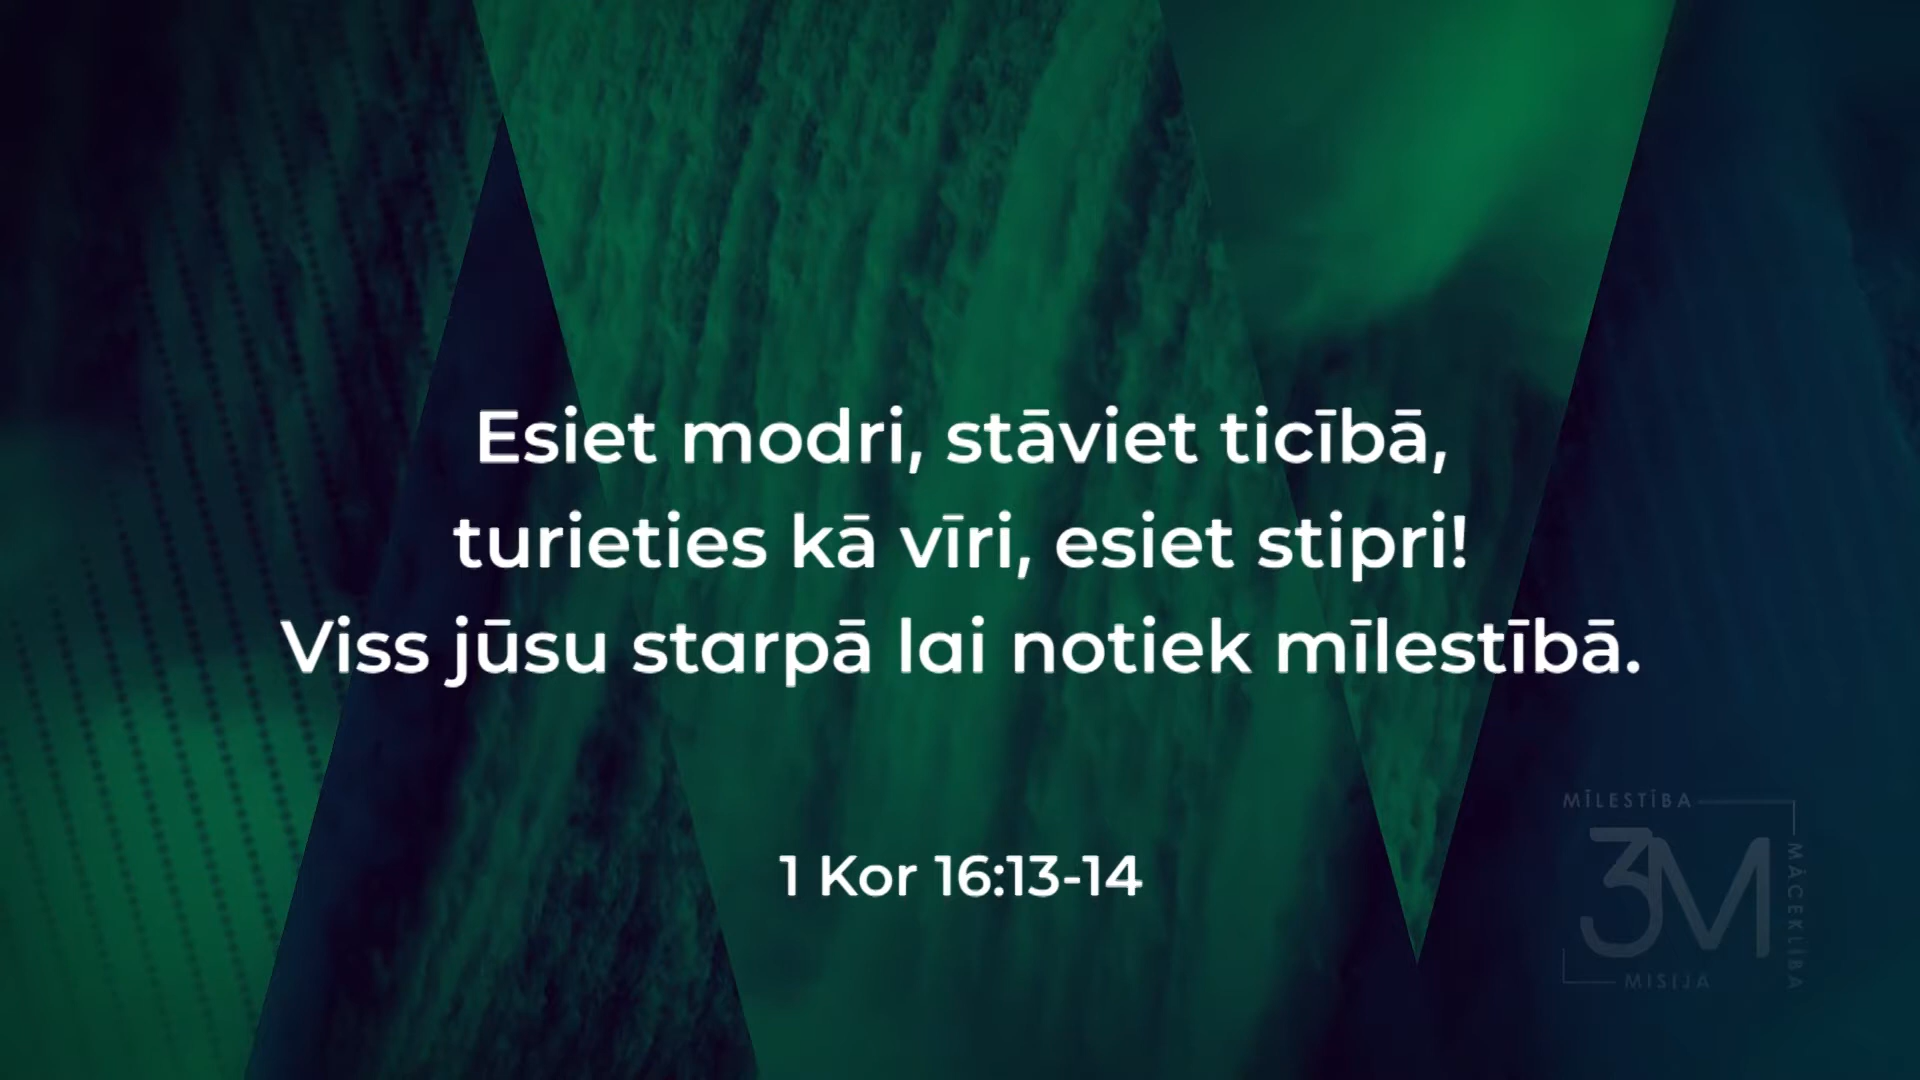 Esiet modri, stāviet ticībā,
turieties kā vīri, esiet stipri!
Viss jūsu starpā lai notiek mīlestībā.
1 Kor 16:13-14
MĪLESTĪBA
3M
MĀCEKLĪBA
MISIJA